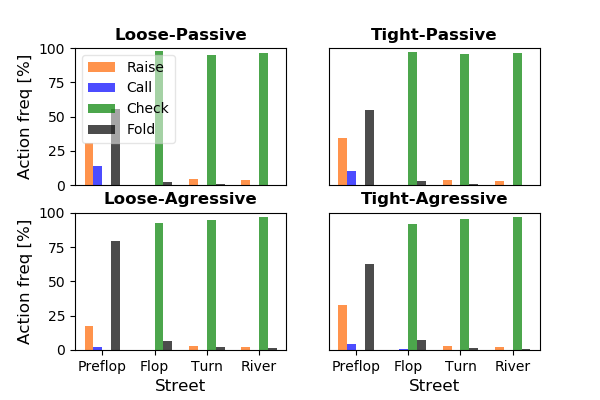 Loose-Passive
Tight-Passive
Action freq [%]
100
75
50
25
0
Raise
Call
Check
Fold
Loose-Agressive
Tight-Agressive
Action freq [%]
100
75
50
25
0
Preflop Flop Turn River
Preflop Flop Turn River
Street
Street